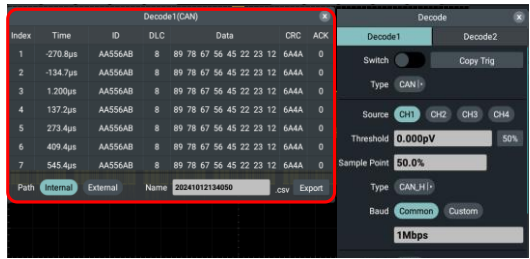 Decode1(CAN)
Index Time ID DLC Data CRC ACK
1 -270.8μs AA556AB 8 89 78 67 56 45 22 23 12 6A4A 0
2 -134.7μs AA556AB 8 89 78 67 56 45 22 23 12 6A4A 0
3 1.200μs AA556AB 8 89 78 67 56 45 22 23 12 6A4A 0
4 137.2μs AA556AB 8 89 78 67 56 45 22 23 12 6A4A 0
5 273.4μs AA556AB 8 89 78 67 56 45 22 23 12 6A4A 0
6 409.4μs AA556AB 8 89 78 67 56 45 22 23 12 6A4A 0
7 545.4μs AA556AB 8 89 78 67 56 45 22 23 12 6A4A 0
Path Internal External Name 20241012134050 .csv Export
Decode
Decode1 Decode2
Switch Copy Trig
Type CAN
Source CH1 CH2 CH3 CH4
Threshold 0.000pV 50%
Sample Point 50.0%
Type CAN_H
Baud Common Custom
1Mbps